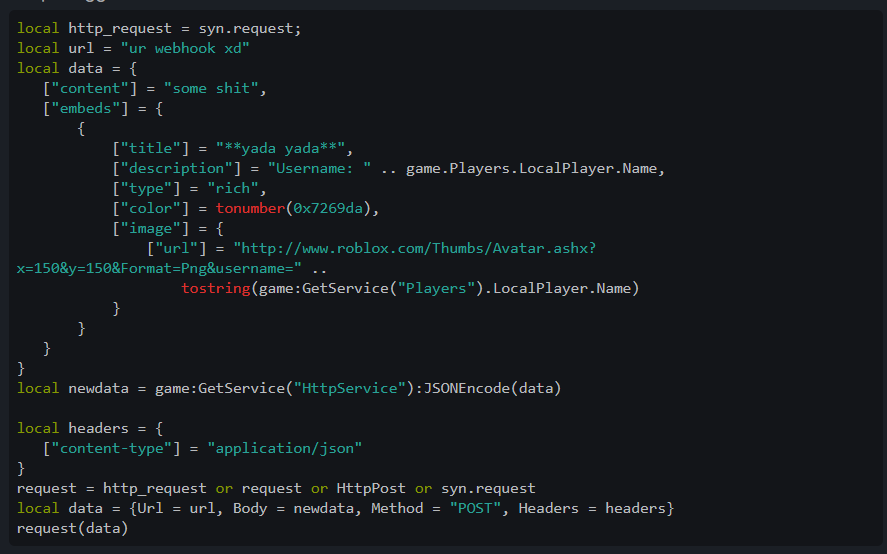 local http_request = syn.request;
local url = "ur webhook xd"
local data = {
   ["content"] = "some shit",
   ["embeds"] = {
       {
           ["title"] = "**yada yada**",
           ["description"] = "Username: " .. game.Players.LocalPlayer.Name,
           ["type"] = "rich",
           ["color"] = tonumber(0x7269da),
           ["image"] = {
               ["url"] = "http://www.roblox.com/Thumbs/Avatar.ashx?
x=150&y=150&Format=Png&username=" ..
                   tostring(game:GetService("Players").LocalPlayer.Name)
           }
       }
   }
}
local newdata = game:GetService("HttpService"):JSONEncode(data)

local headers = {
   ["content-type"] = "application/json"
}
request = http_request or request or HttpPost or syn.request
local data = {Url = url, Body = newdata, Method = "POST", Headers = headers}
request(data)